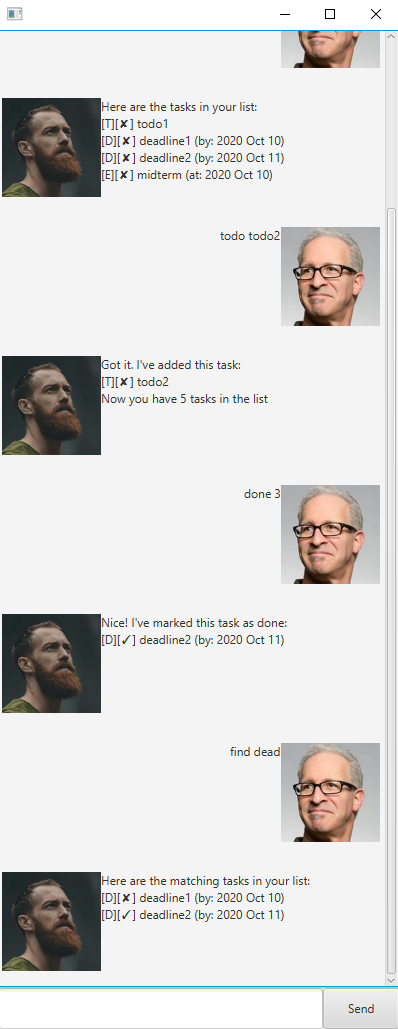 Here are the tasks in your list:
[T][✘] todo1
[D][✘] deadline1 (by: 2020 Oct 10)
[D][✘] deadline2 (by: 2020 Oct 11)
[E][✘] midterm (at: 2020 Oct 10)
todo todo2
Got it. I've added this task:
[T][✘] todo2
Now you have 5 tasks in the list
done 3
Nice! I've marked this task as done:
[D][✓] deadline2 (by: 2020 Oct 11)
find dead
Here are the matching tasks in your list:
[D][✘] deadline1 (by: 2020 Oct 10)
[D][✓] deadline2 (by: 2020 Oct 11)
Send